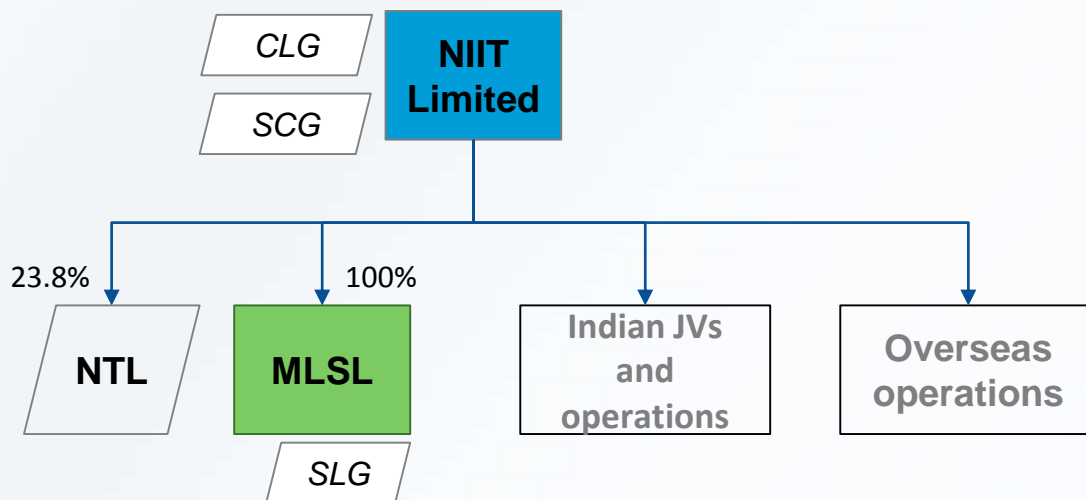 CLG
NIIT
Limited
SCG
23.8%
100%
NTL
MLSL
Indian JVs
and
operations
Overseas
operations
SLG